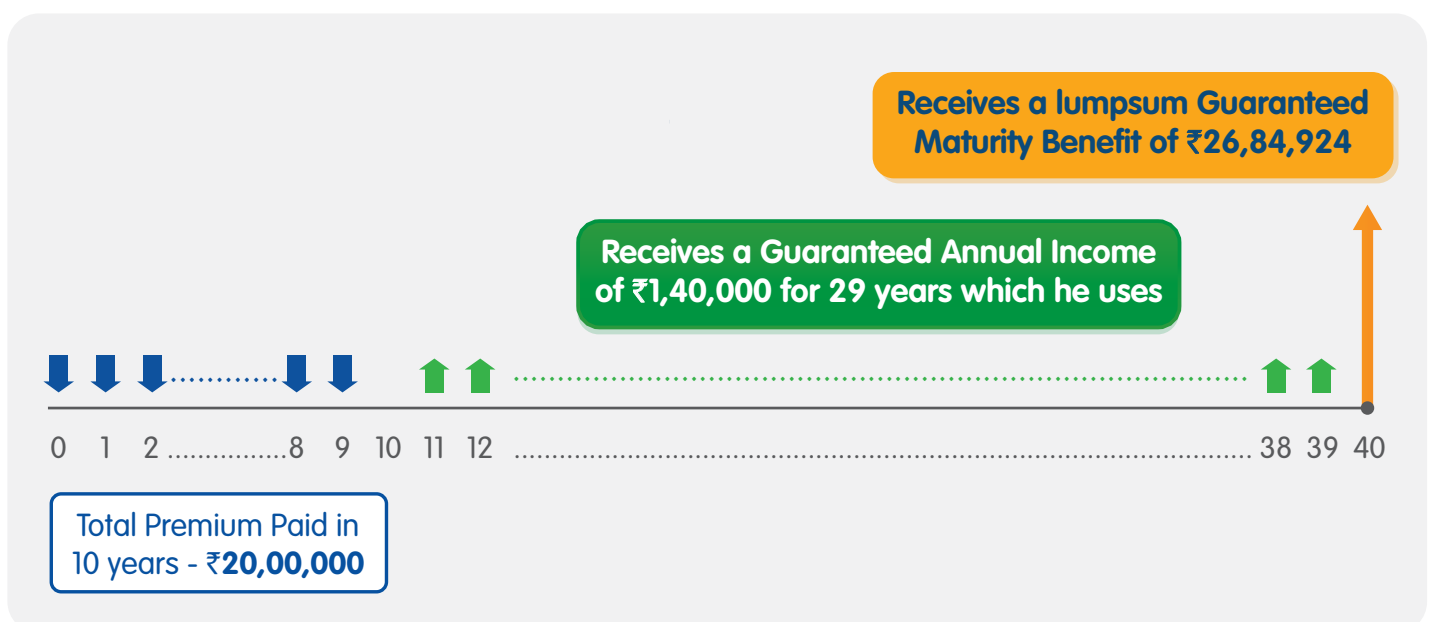 Receives a lumpsum Guaranteed
Maturity Benefit of ₹26,84,924
Receives a Guaranteed Annual Income
of ₹1,40,000 for 29 years which he uses
0 1 2 ...............8 9 10 11 12 ............................................................................................... 38 39 40
Total Premium Paid in
10 years - ₹20,00,000